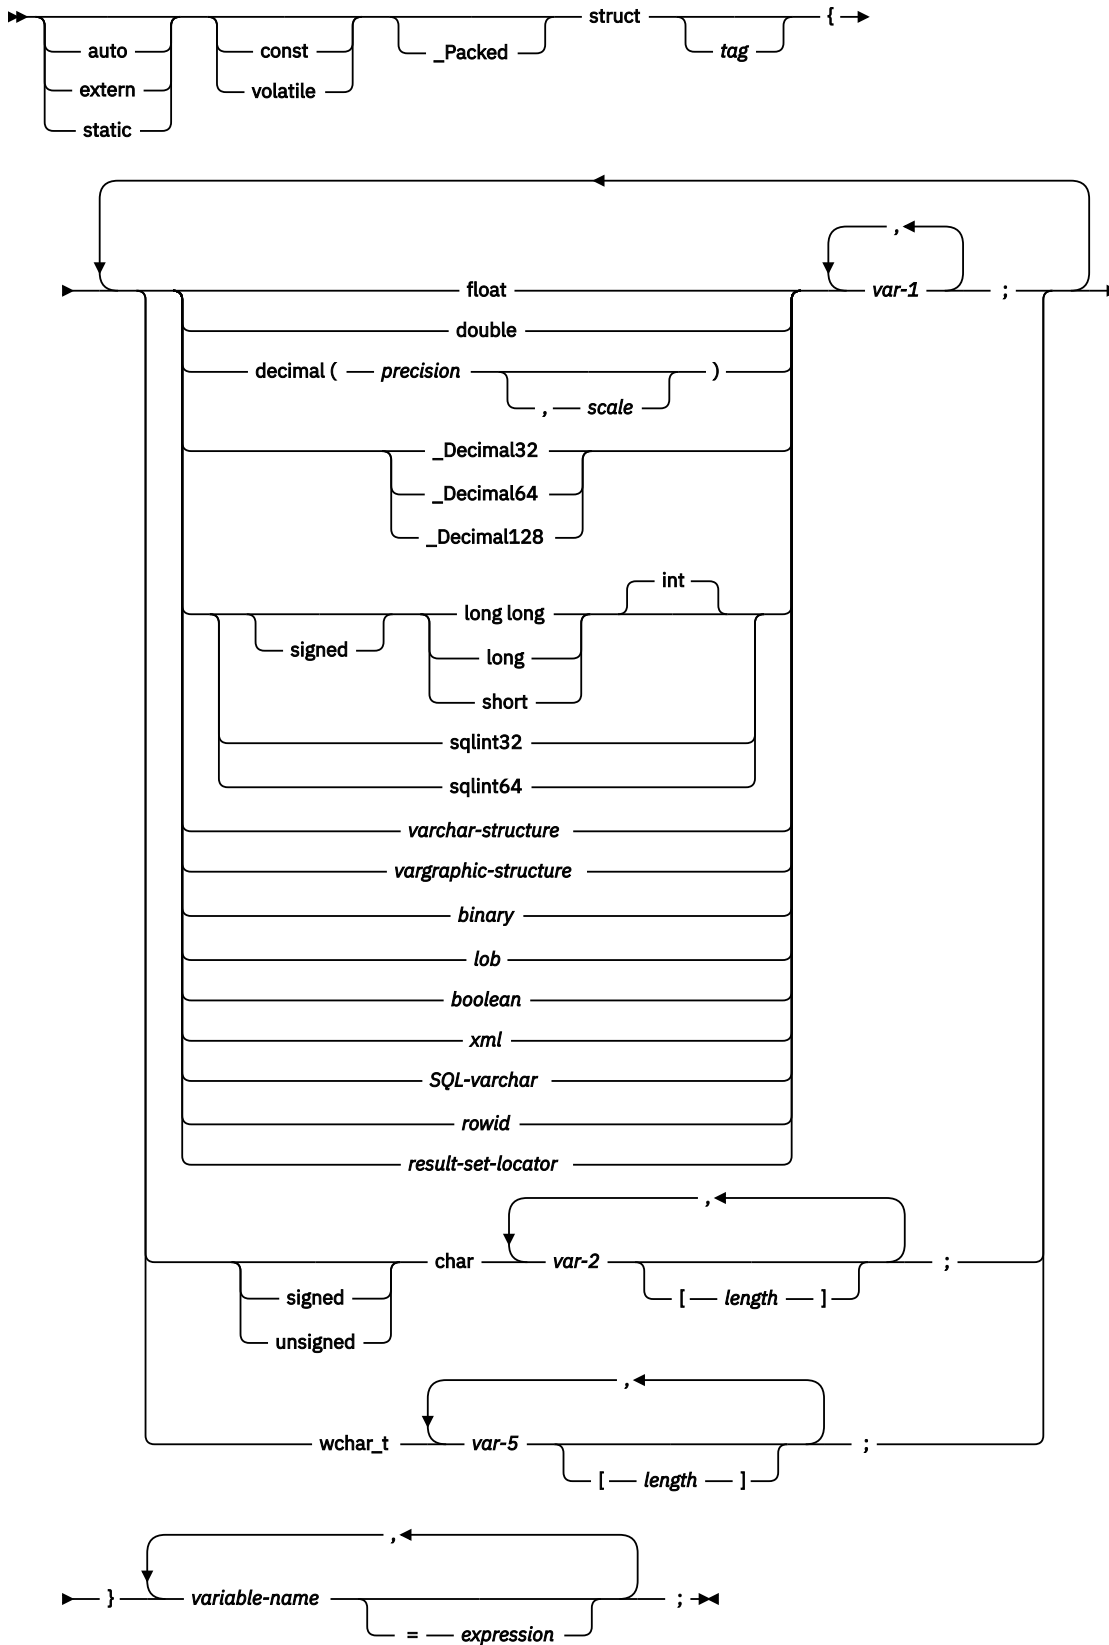 struct {
auto const _Packed tag
extern volatile
static
,
float var-1 ;
double
decimal ( precision )
, scale
_Decimal32
_Decimal64
_Decimal128
int
long long
signed long
short
sqlint32
sqlint64
varchar-structure
vargraphic-structure
binary
lob
boolean
xml
SQL-varchar
rowid
result-set-locator
,
char var-2 ;
signed [ length ]
unsigned
,
wchar_t var-5 ;
[ length ]
,
} variable-name ;
= expression